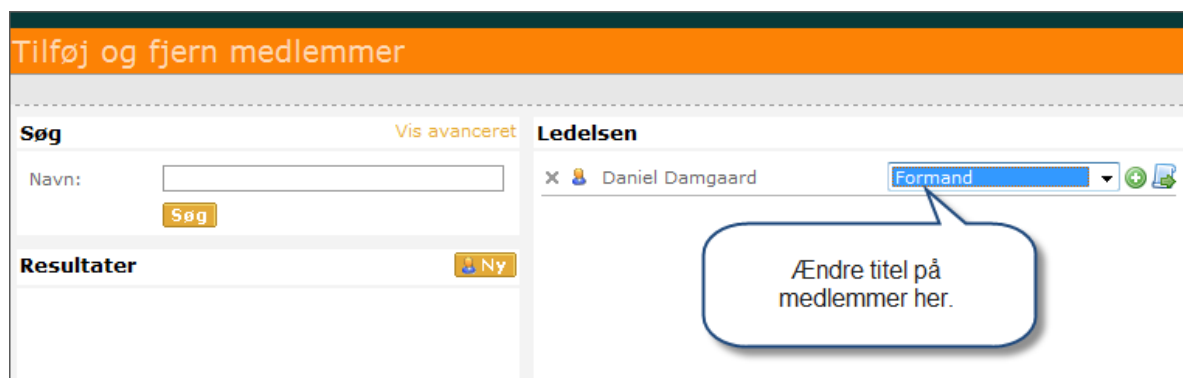 Tilføj og fjern medlemmer
Søg
Vis avanceret
Navn:
Søg
Resultater
Ny
Ledelsen
Daniel Damgaard
Formand
Ændre titel på
medlemmer her.